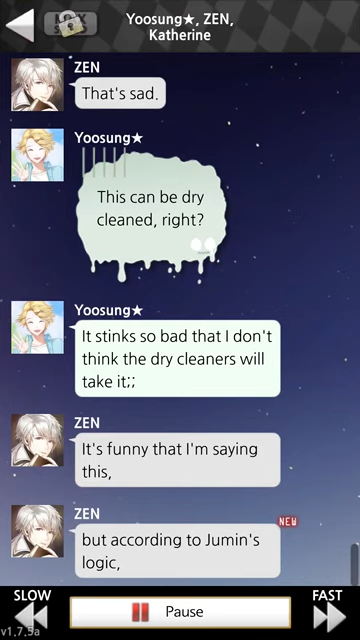 Yoosung★, ZEN,
Katherine
ZEN
That's sad.
Yoosung★
This can be dry
cleaned, right?
Yoosung★
It stinks so bad that I don't
think the dry cleaners will
take it;;
ZEN
It's funny that I'm saying
this,
ZEN
NEW
but according to Jumin's
logic,
SLOW
Pause
FAST
v1.7.5a